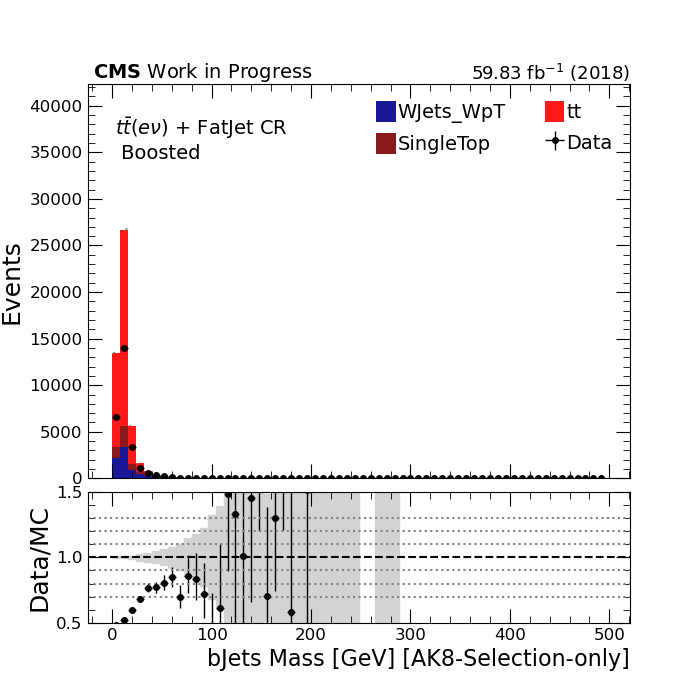 CMS Work in Progress 59.83 fb⁻¹ (2018)
tt̄(eν) + FatJet CR
Boosted
WJets_WpT tt
SingleTop Data
Events
40000
35000
30000
25000
20000
15000
10000
5000
0
Data/MC
1.5
1.0
0.5
0 100 200 300 400 500
bJets Mass [GeV] [AK8-Selection-only]